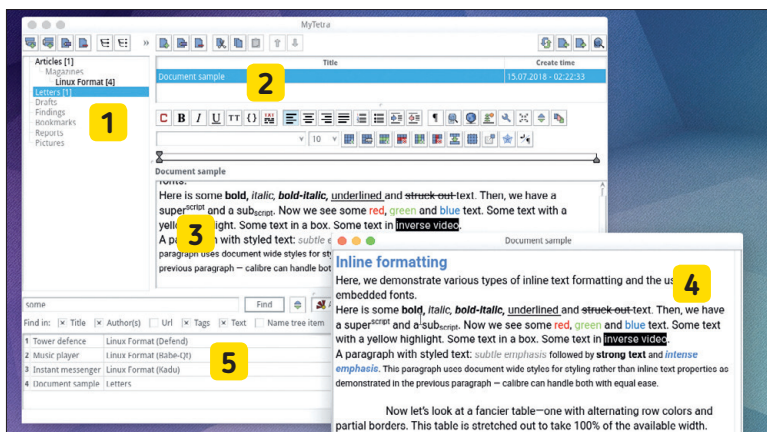 MyTetra
»
Articles [1]
Magazines
Linux Format [4]
Letters [1]
Drafts
Findings
Bookmarks
Reports
Pictures
1
Title Create time
Document sample 15.07.2018 - 02:22:33
2
C B I U TT {} ¶
10
Document sample
fonts.
Here is some bold, italic, bold-italic, underlined and struck out text. Then, we have a
superscript and a subscript. Now we see some red, green and blue text. Some text with a
yellow highlight. Some text in a box. Some text in inverse video.
A paragraph with styled text: subtle e
paragraph uses document wide styles for sty
previous paragraph — calibre can handle bot
3
Document sample
Inline formatting
Here, we demonstrate various types of inline text formatting and the us
embedded fonts.
Here is some bold, italic, bold-italic, underlined and struck out text. Then, we have
a superscript and a subscript. Now we see some red, green and blue text. Some text
with a yellow highlight. Some text in a box. Some text in inverse video.
A paragraph with styled text: subtle emphasis followed by strong text and intense
emphasis. This paragraph uses document wide styles for styling rather than inline text properties as
demonstrated in the previous paragraph — calibre can handle both with equal ease.
Now let's look at a fancier table—one with alternating row colors and
partial borders. This table is stretched out to take 100% of the available width.
4
some Find A
Find in: Title Author(s) Url Tags Text Name tree item
1 Tower defence Linux Format (Defend)
2 Music player Linux Format (Babe-Qt)
3 Instant messenger Linux Format (Kadu)
4 Document sample Letters
5